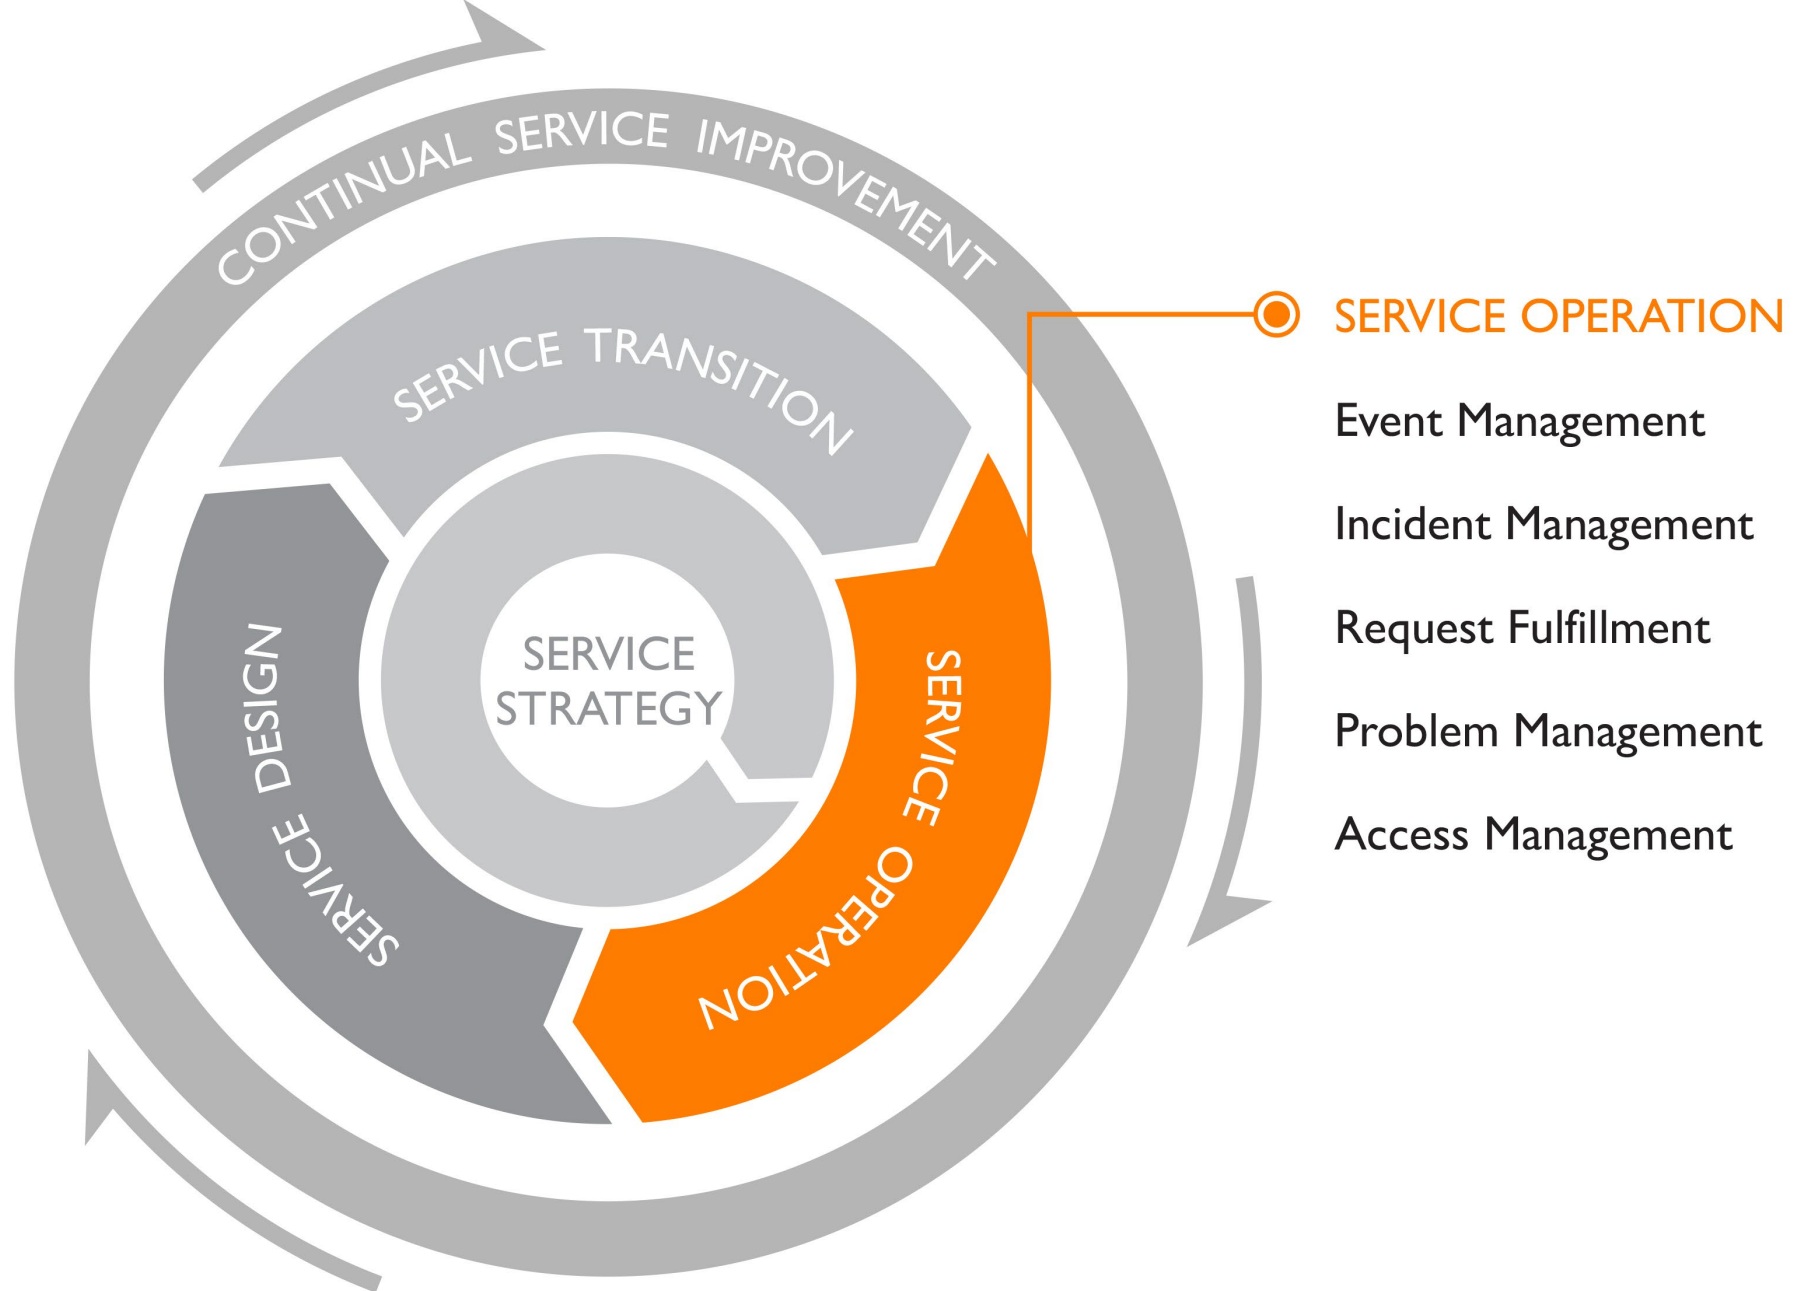 CONTINUAL SERVICE IMPROVEMENT
SERVICE TRANSITION
SERVICE DESIGN
SERVICE
STRATEGY
SERVICE OPERATION
SERVICE OPERATION
Event Management
Incident Management
Request Fulfillment
Problem Management
Access Management